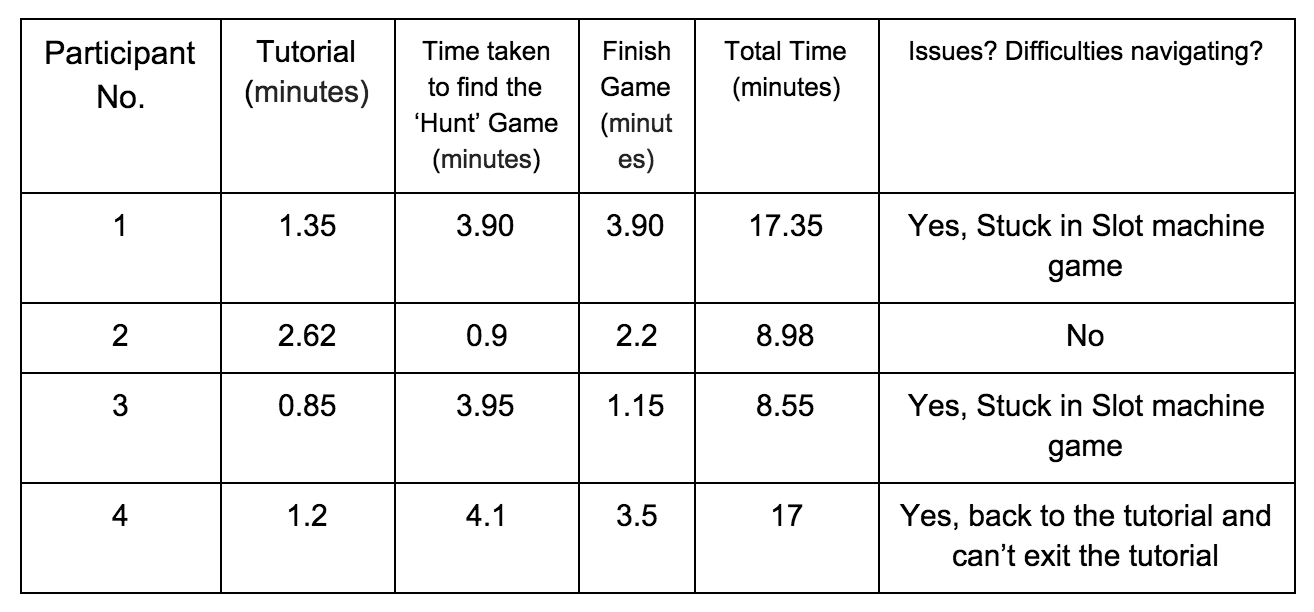 Participant No.
Tutorial (minutes)
Time taken to find the ‘Hunt’ Game (minutes)
Finish Game (minut es)
Total Time (minutes)
Issues? Difficulties navigating?
1 1.35 3.90 3.90 17.35 Yes, Stuck in Slot machine game
2 2.62 0.9 2.2 8.98 No
3 0.85 3.95 1.15 8.55 Yes, Stuck in Slot machine game
4 1.2 4.1 3.5 17 Yes, back to the tutorial and can’t exit the tutorial